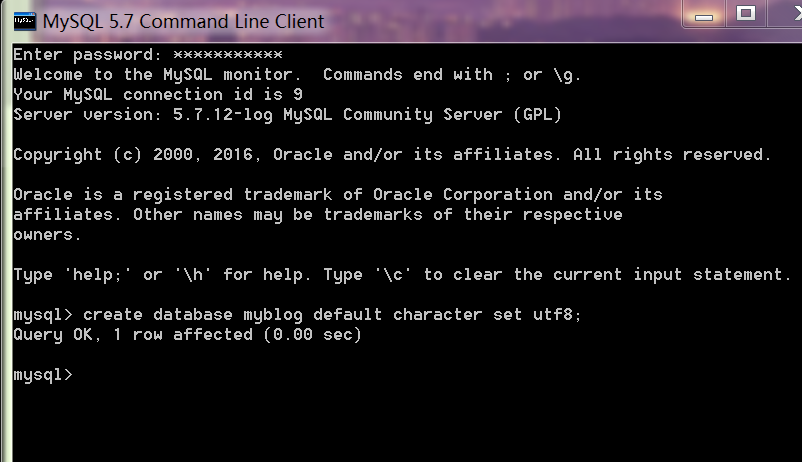 MySQL 5.7 Command Line Client
Enter password: ***********
Welcome to the MySQL monitor.  Commands end with ; or \g.
Your MySQL connection id is 9
Server version: 5.7.12-log MySQL Community Server (GPL)
Copyright (c) 2000, 2016, Oracle and/or its affiliates. All rights reserved.
Oracle is a registered trademark of Oracle Corporation and/or its
affiliates. Other names may be trademarks of their respective
owners.
Type 'help;' or '\h' for help. Type '\c' to clear the current input statement.
mysql> create database myblog default character set utf8;
Query OK, 1 row affected (0.00 sec)
mysql>